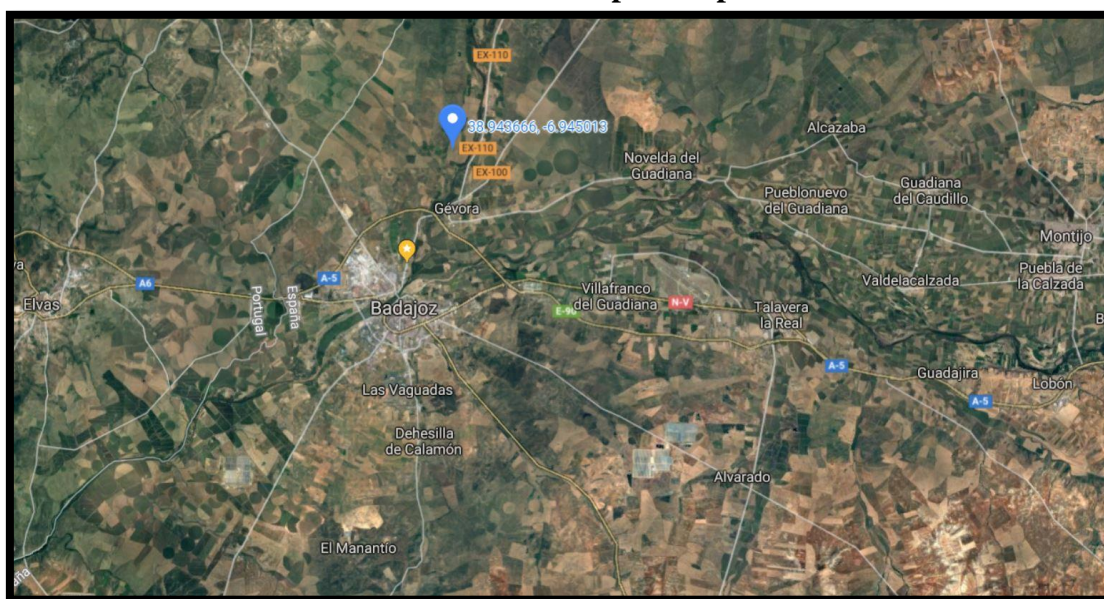 EX-110
38.943666, -6.945013
EX-110
EX-100
Alcazaba
Novelda del
Guadiana
Pueblonuevo
del Guadiana
Guadiana
del Caudillo
Gévora
Montijo
A-5
A6
Elvas
Portugal
España
Badajoz
Villafranco
del Guadiana
N-V
Talavera
la Real
Valdelacalzada
Puebla de
la Calzada
A-5
Guadajira
Lobón
A-5
Las Vaguadas
Dehesilla
de Calamón
Alvarado
El Manantío